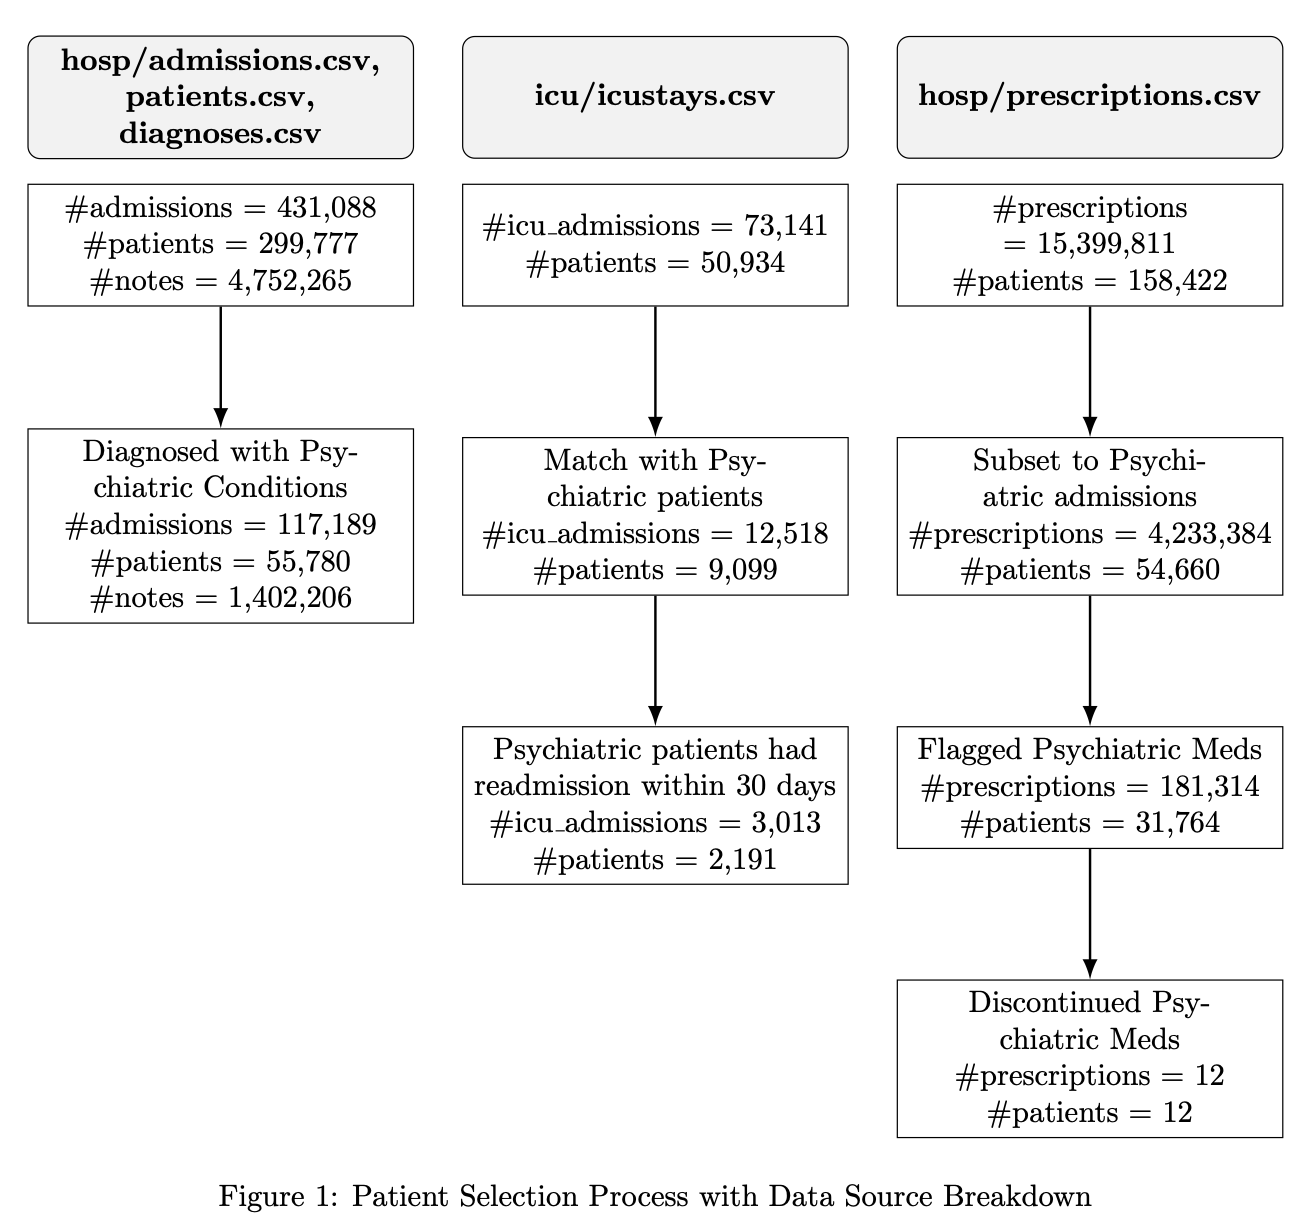 hosp/admissions.csv,
patients.csv,
diagnoses.csv
#admissions = 431,088
#patients = 299,777
#notes = 4,752,265
Diagnosed with Psy-
chiatric Conditions
#admissions = 117,189
#patients = 55,780
#notes = 1,402,206
icu/icustays.csv
#icu_admissions = 73,141
#patients = 50,934
Match with Psy-
chiatric patients
#icu_admissions = 12,518
#patients = 9,099
Psychiatric patients had
readmission within 30 days
#icu_admissions = 3,013
#patients = 2,191
hosp/prescriptions.csv
#prescriptions
= 15,399,811
#patients = 158,422
Subset to Psychi-
atric admissions
#prescriptions = 4,233,384
#patients = 54,660
Flagged Psychiatric Meds
#prescriptions = 181,314
#patients = 31,764
Discontinued Psy-
chiatric Meds
#prescriptions = 12
#patients = 12
Figure 1: Patient Selection Process with Data Source Breakdown